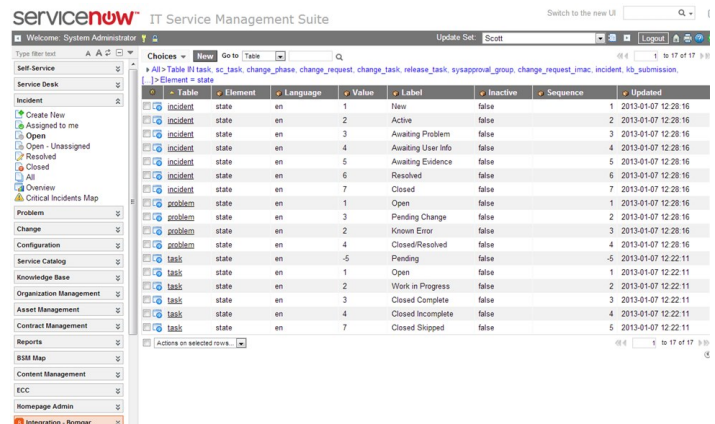 servicenow IT Service Management Suite
Switch to the new UI
Welcome: System Administrator
Update Set: Scott
Logout
Type filter text A A
Self-Service
Service Desk
Incident
Create New
Assigned to me
Open
Open - Unassigned
Resolved
Closed
All
Overview
Critical Incidents Map
Problem
Change
Configuration
Service Catalog
Knowledge Base
Organization Management
Asset Management
Contract Management
Reports
BSM Map
Content Management
ECC
Homepage Admin
Integration - Bomgar
Choices New Go to Table 1 to 17 of 17
All>Table IN task, sc_task, change_phase, change_request, change_task, release_task, sysapproval_group, change_request_imac, incident, kb_submission,
[...]>Element = state
Table Element Language Value Label Inactive Sequence Updated
incident state en 1 New false 1 2013-01-07 12:28:16
incident state en 2 Active false 2 2013-01-07 12:28:16
incident state en 3 Awaiting Problem false 3 2013-01-07 12:28:16
incident state en 4 Awaiting User Info false 4 2013-01-07 12:28:16
incident state en 5 Awaiting Evidence false 5 2013-01-07 12:28:16
incident state en 6 Resolved false 6 2013-01-07 12:28:16
incident state en 7 Closed false 7 2013-01-07 12:28:16
problem state en 1 Open false 1 2013-01-07 12:28:16
problem state en 3 Pending Change false 2 2013-01-07 12:28:16
problem state en 2 Known Error false 3 2013-01-07 12:28:16
problem state en 4 Closed/Resolved false 4 2013-01-07 12:28:16
task state en -5 Pending false -5 2013-01-07 12:22:11
task state en 1 Open false 1 2013-01-07 12:22:11
task state en 2 Work in Progress false 2 2013-01-07 12:22:11
task state en 3 Closed Complete false 3 2013-01-07 12:22:11
task state en 4 Closed Incomplete false 4 2013-01-07 12:22:11
task state en 7 Closed Skipped false 5 2013-01-07 12:22:11
Actions on selected rows... 1 to 17 of 17